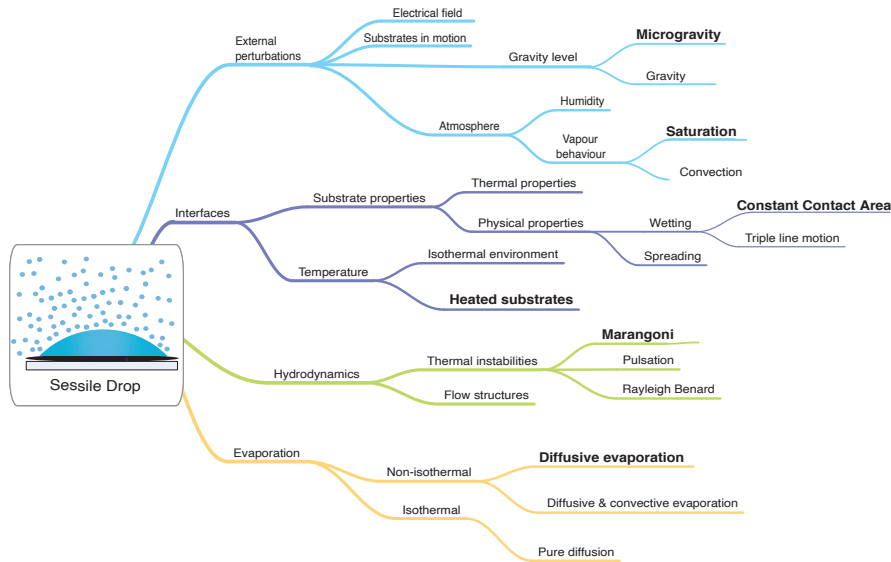 Electrical field
Substrates in motion
External
perturbations
Microgravity
Gravity level
Gravity
Humidity
Atmosphere
Vapour
behaviour
Saturation
Convection
Interfaces
Substrate properties
Thermal properties
Physical properties
Wetting
Constant Contact Area
Triple line motion
Spreading
Temperature
Isothermal environment
Heated substrates
Sessile Drop
Hydrodynamics
Thermal instabilities
Marangoni
Pulsation
Rayleigh Benard
Flow structures
Evaporation
Non-isothermal
Diffusive evaporation
Diffusive & convective evaporation
Isothermal
Pure diffusion